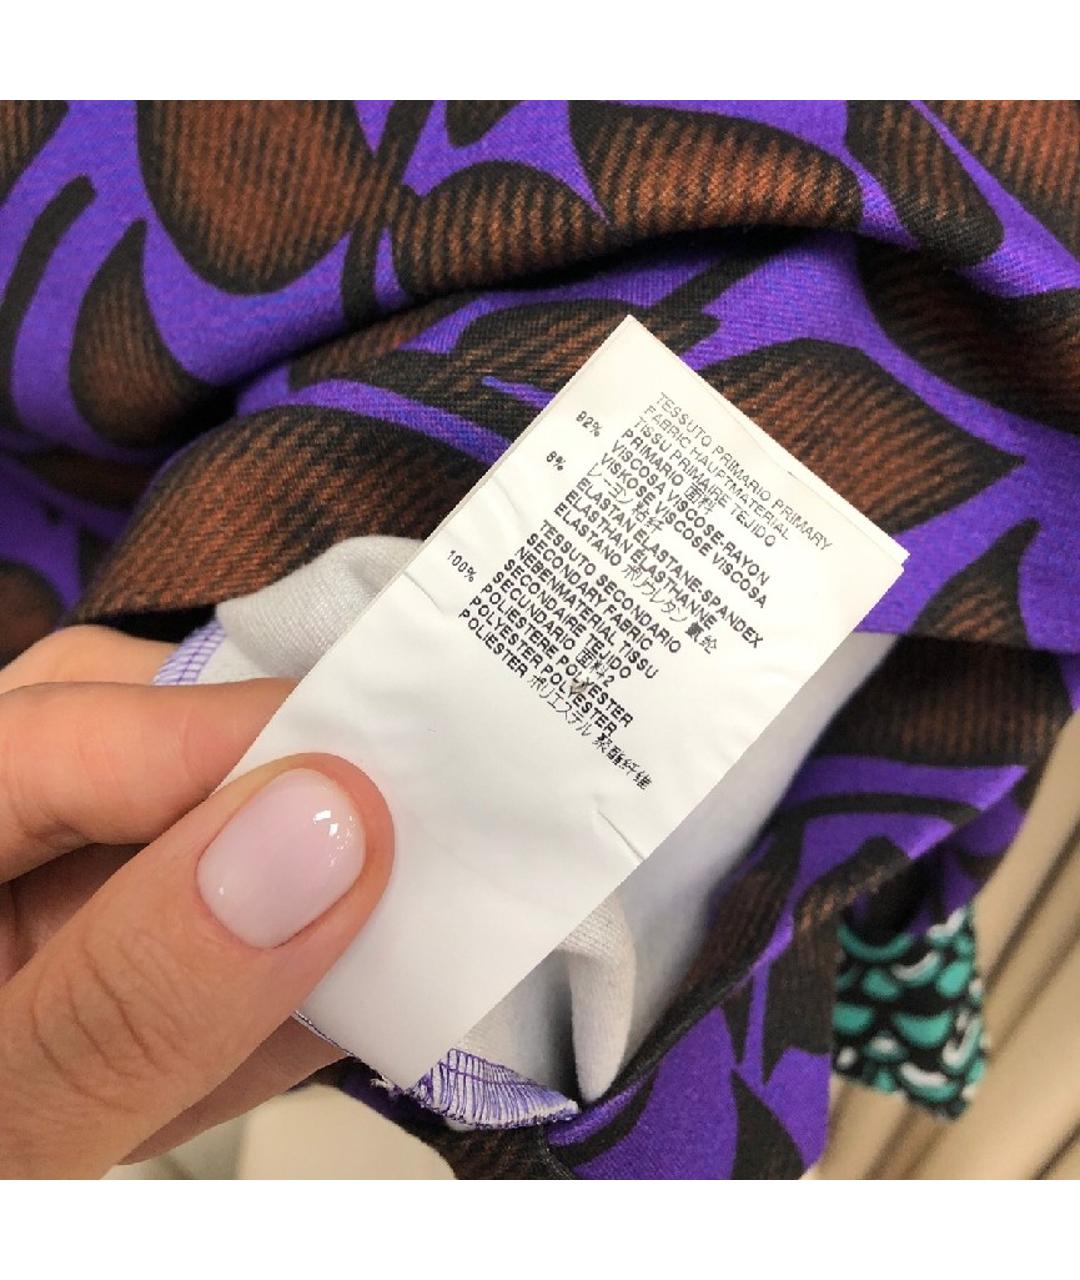 TESSUTO PRIMARIO PRIMARY
FABRIC HAUPTMATERIAL
TISSU PRIMAIRE TEJIDO
PRIMARIO 面料
92% VISCOSA VISCOSE-RAYON
VISKOSE VISCOSE VISCOSA
レーヨン 粘纤
8% ELASTAN ELASTANE-SPANDEX
ELASTHAN ÉLASTHANNE
ELASTANO ポリウレタン 氨纶
TESSUTO SECONDARIO
SECONDARY FABRIC
NEBENMATERIAL TISSU
SECONDAIRE TEJIDO
SECUNDARIO 面料2
100% POLIESTERE POLYESTER
POLYESTER POLYESTER
POLIÉSTER ポリエステル 聚酯纤维